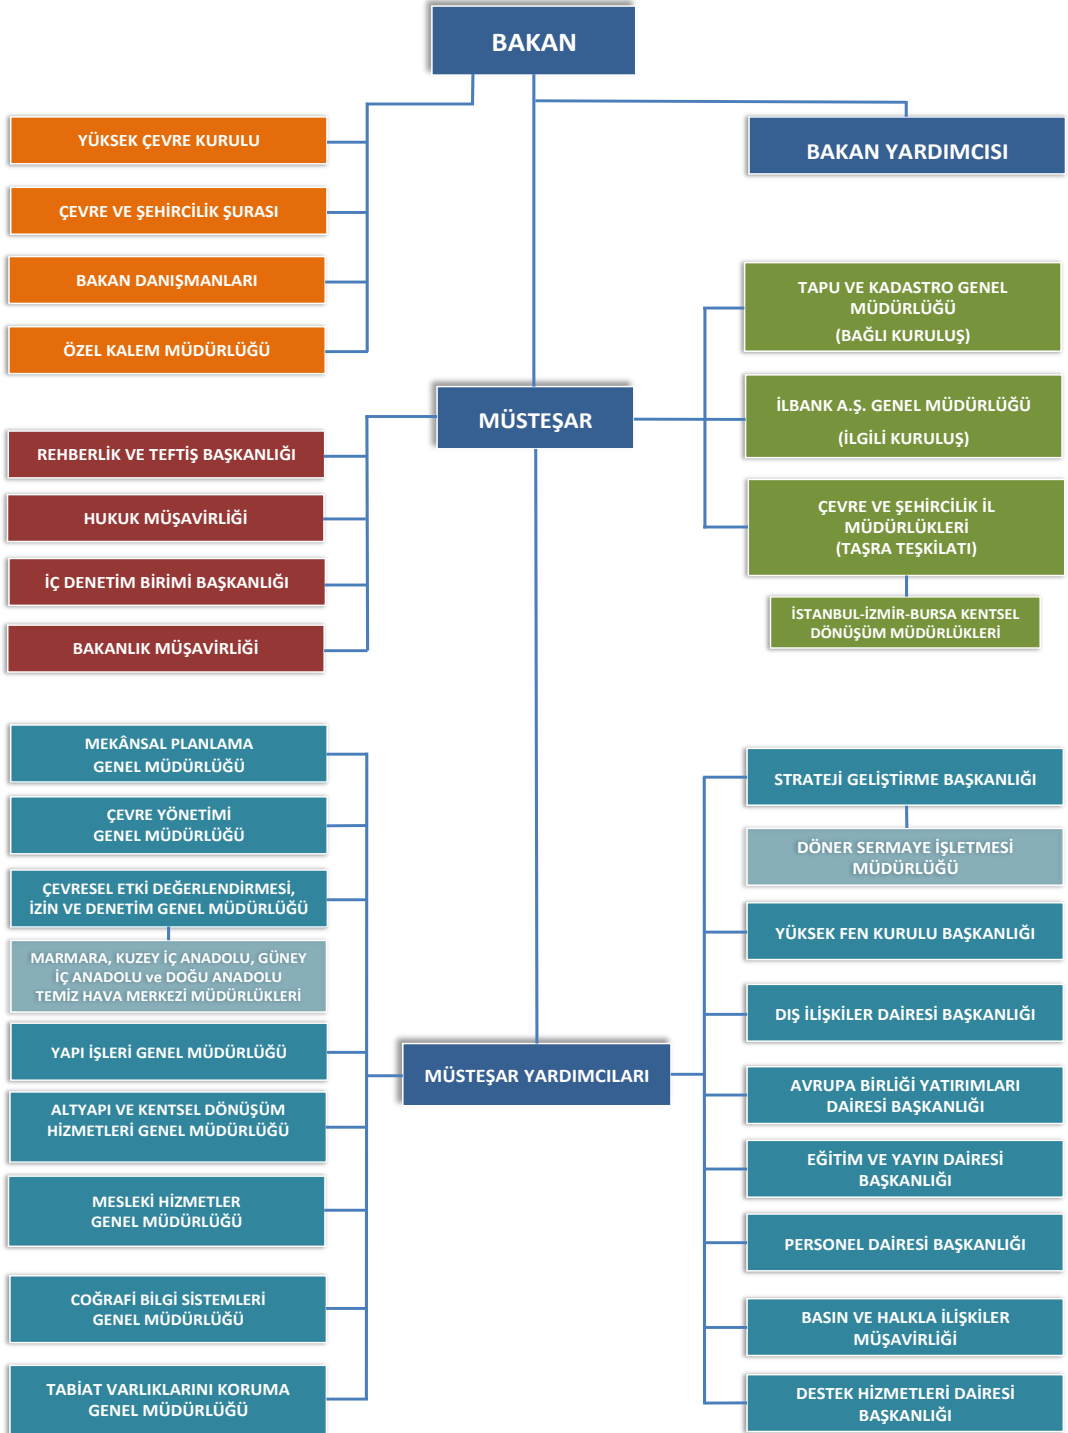 BAKAN
BAKAN YARDIMCISI
YÜKSEK ÇEVRE KURULU
ÇEVRE VE ŞEHİRCİLİK ŞURASI
BAKAN DANIŞMANLARI
ÖZEL KALEM MÜDÜRLÜĞÜ
TAPU VE KADASTRO GENEL
MÜDÜRLÜĞÜ
(BAĞLI KURULUŞ)
İLBANK A.Ş. GENEL MÜDÜRLÜĞÜ
(İLGİLİ KURULUŞ)
ÇEVRE VE ŞEHİRCİLİK İL
MÜDÜRLÜKLERİ
(TAŞRA TEŞKİLATI)
İSTANBUL-İZMİR-BURSA KENTSEL
DÖNÜŞÜM MÜDÜRLÜKLERİ
MÜSTEŞAR
REHBERLİK VE TEFTİŞ BAŞKANLIĞI
HUKUK MÜŞAVİRLİĞİ
İÇ DENETİM BİRİMİ BAŞKANLIĞI
BAKANLIK MÜŞAVİRLİĞİ
MEKÂNSAL PLANLAMA
GENEL MÜDÜRLÜĞÜ
ÇEVRE YÖNETİMİ
GENEL MÜDÜRLÜĞÜ
ÇEVRESEL ETKİ DEĞERLENDİRMESİ,
İZİN VE DENETİM GENEL MÜDÜRLÜĞÜ
MARMARA, KUZEY İÇ ANADOLU, GÜNEY
İÇ ANADOLU ve DOĞU ANADOLU
TEMİZ HAVA MERKEZİ MÜDÜRLÜKLERİ
YAPI İŞLERİ GENEL MÜDÜRLÜĞÜ
ALTYAPI VE KENTSEL DÖNÜŞÜM
HİZMETLERİ GENEL MÜDÜRLÜĞÜ
MESLEKİ HİZMETLER
GENEL MÜDÜRLÜĞÜ
COĞRAFİ BİLGİ SİSTEMLERİ
GENEL MÜDÜRLÜĞÜ
TABİAT VARLIKLARINI KORUMA
GENEL MÜDÜRLÜĞÜ
MÜSTEŞAR YARDIMCILARI
STRATEJİ GELİŞTİRME BAŞKANLIĞI
DÖNER SERMAYE İŞLETMESİ
MÜDÜRLÜĞÜ
YÜKSEK FEN KURULU BAŞKANLIĞI
DIŞ İLİŞKİLER DAİRESİ BAŞKANLIĞI
AVRUPA BİRLİĞİ YATIRIMLARI
DAİRESİ BAŞKANLIĞI
EĞİTİM VE YAYIN DAİRESİ
BAŞKANLIĞI
PERSONEL DAİRESİ BAŞKANLIĞI
BASIN VE HALKLA İLİŞKİLER
MÜŞAVİRLİĞİ
DESTEK HİZMETLERİ DAİRESİ
BAŞKANLIĞI